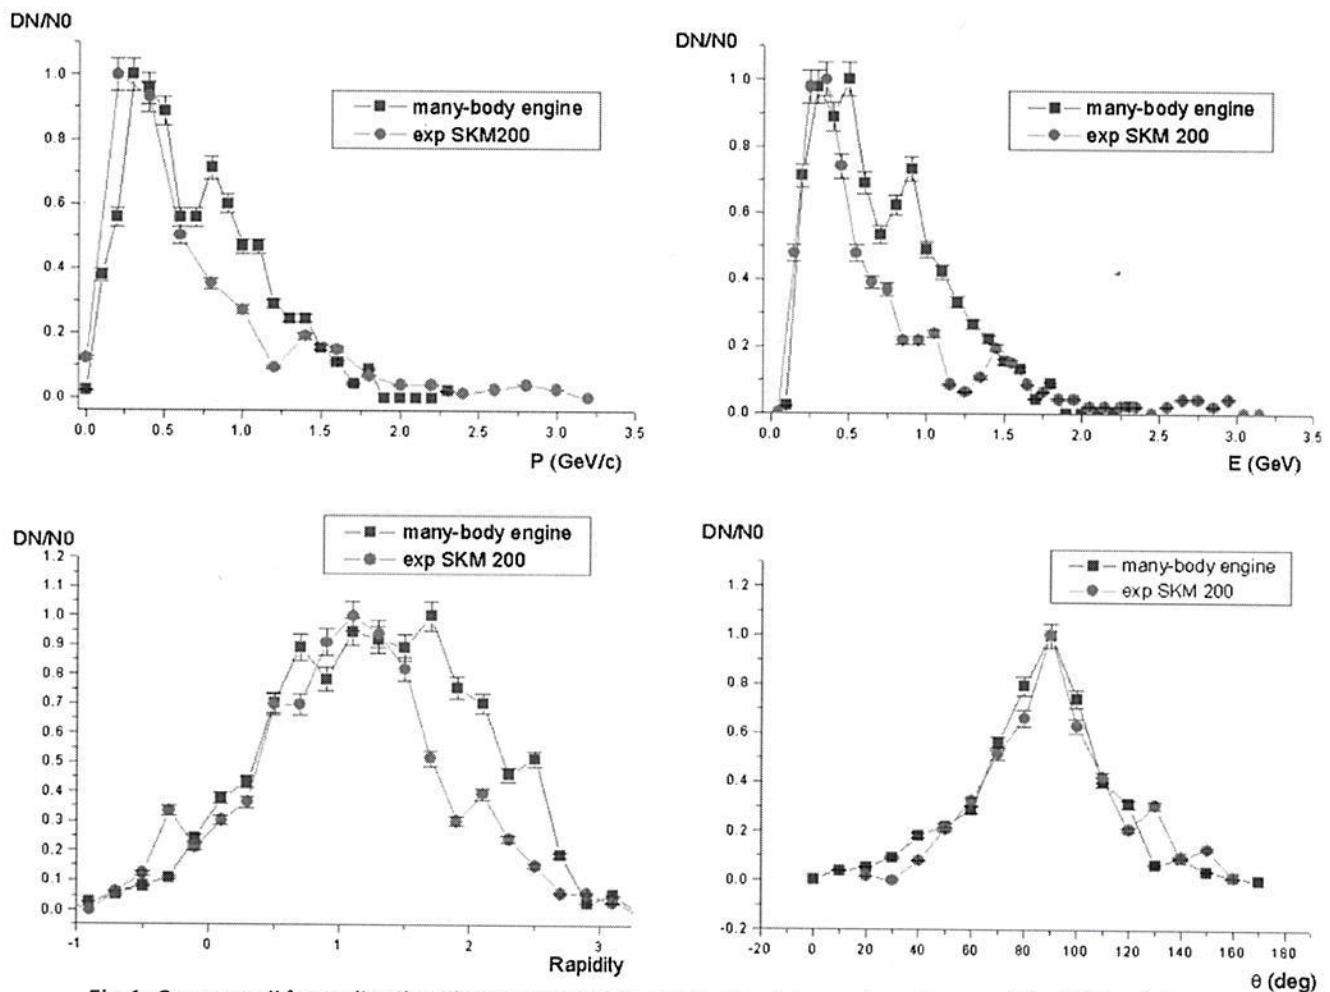 DN/N0
many-body engine
exp SKM200
1.0
0.8
0.6
0.4
0.2
0.0
0.0 0.5 1.0 1.5 2.0 2.5 3.0 3.5
P (GeV/c)
DN/N0
many-body engine
exp SKM 200
1.0
0.8
0.6
0.4
0.2
0.0
0.0 0.5 1.0 1.5 2.0 2.5 3.0 3.5
E (GeV)
DN/N0
many-body engine
exp SKM 200
1.2
1.1
1.0
0.9
0.8
0.7
0.6
0.5
0.4
0.3
0.2
0.1
0.0
-1 0 1 2 3
Rapidity
DN/N0
many-body engine
exp SKM 200
1.2
1.0
0.8
0.6
0.4
0.2
0.0
-0.2
-20 0 20 40 60 80 100 120 140 160 180
θ (deg)